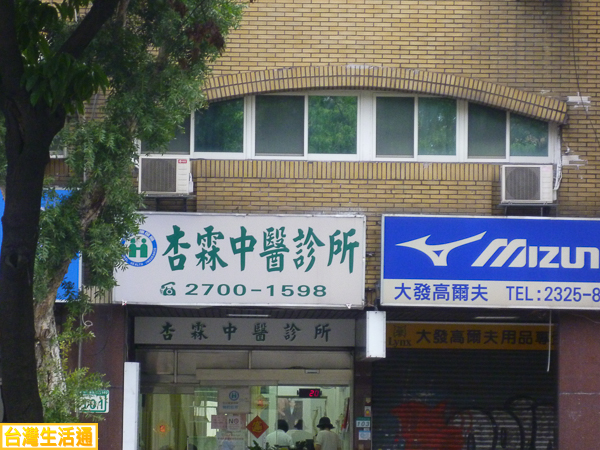 杏霖中醫診所
☎2700-1598
MIZUN
大發高爾夫 TEL:2325-8
杏霖中醫診所
Lynx
大發高爾夫用品專
台灣生活通